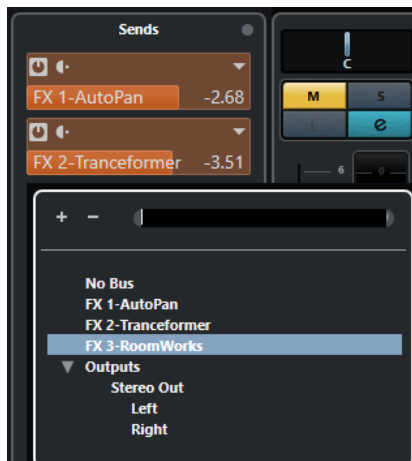 Sends
FX 1-AutoPan -2.68
FX 2-Tranceformer -3.51
C
M S
L e
6 0
+ −
No Bus
FX 1-AutoPan
FX 2-Tranceformer
FX 3-RoomWorks
Outputs
Stereo Out
Left
Right